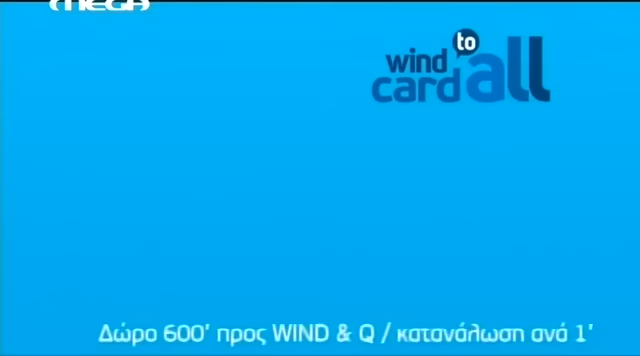 MEGA
wind to all
card
Δώρο 600' προς WIND & Q / κατανάλωση ανά 1'